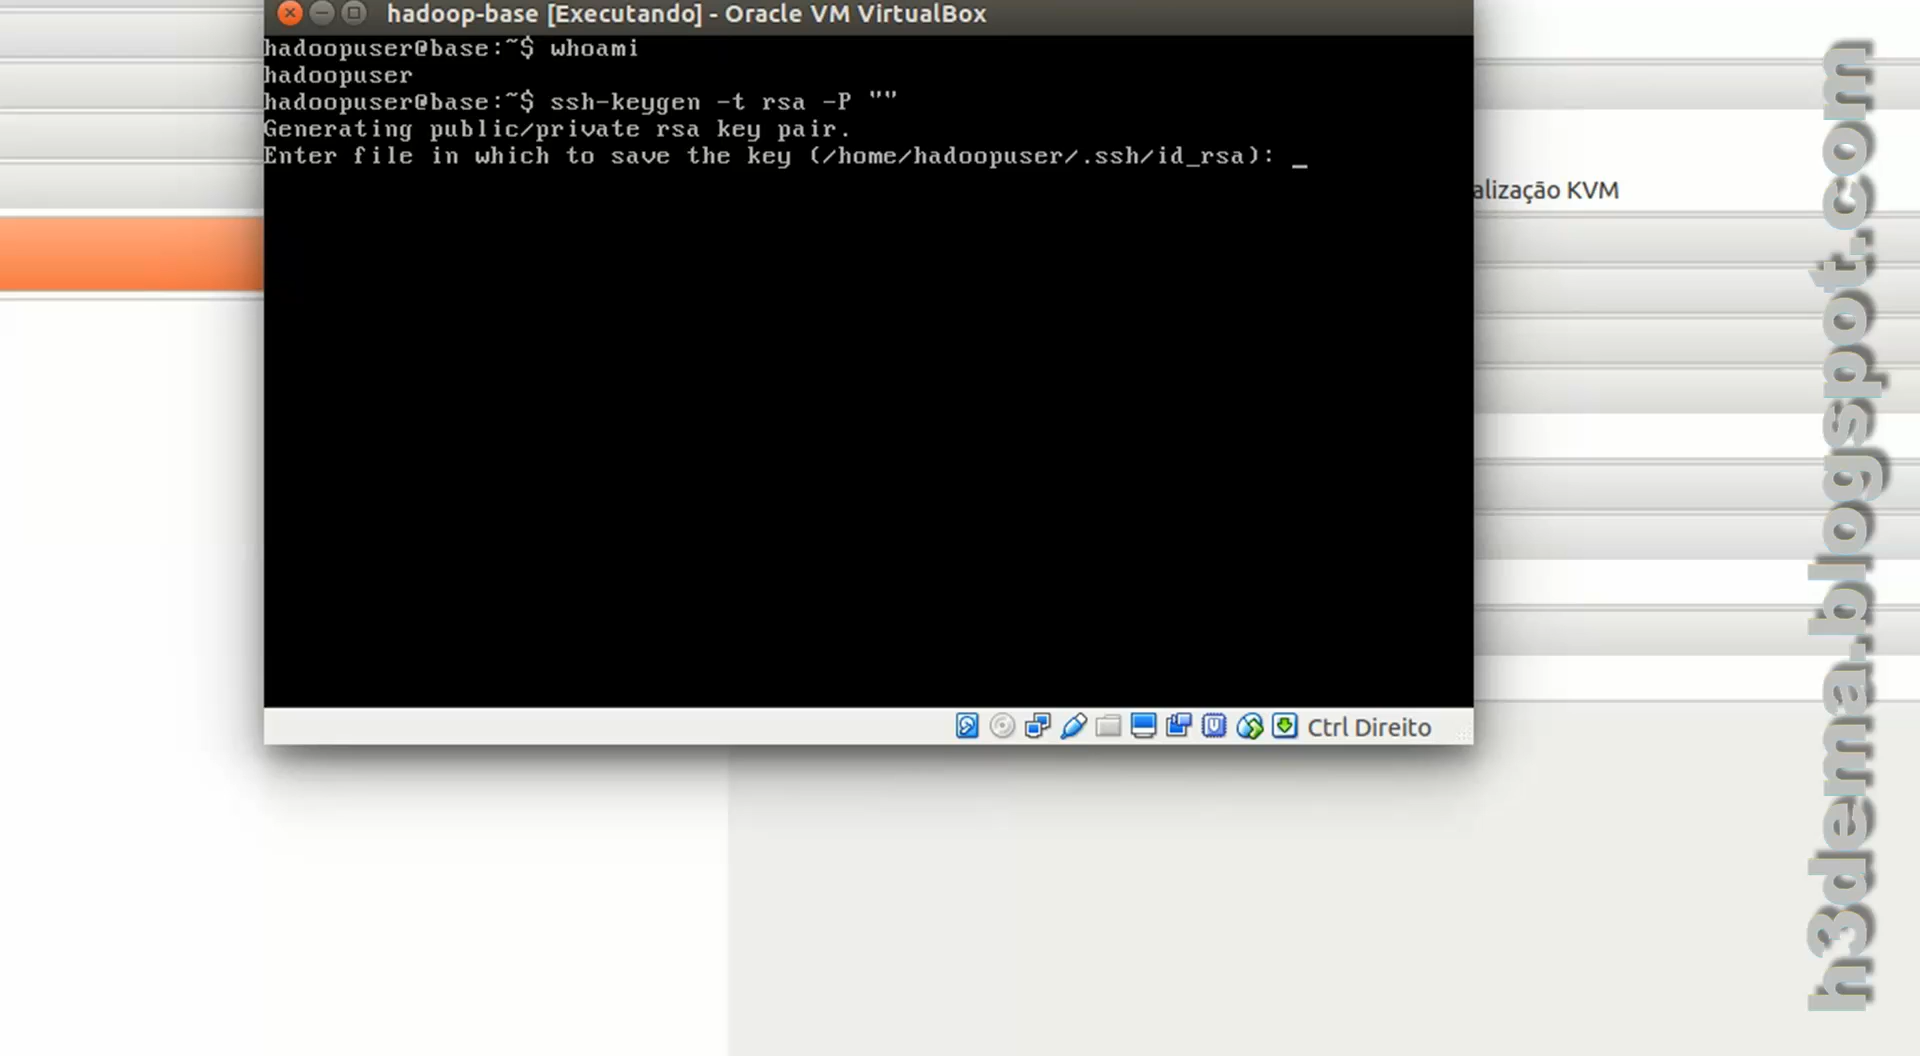 hadoop-base [Executando] - Oracle VM VirtualBox
hadoopuser@base:~$ whoami
hadoopuser
hadoopuser@base:~$ ssh-keygen -t rsa -P ""
Generating public/private rsa key pair.
Enter file in which to save the key (/home/hadoopuser/.ssh/id_rsa): _
alização KVM
Ctrl Direito
h3dema.blogspot.com